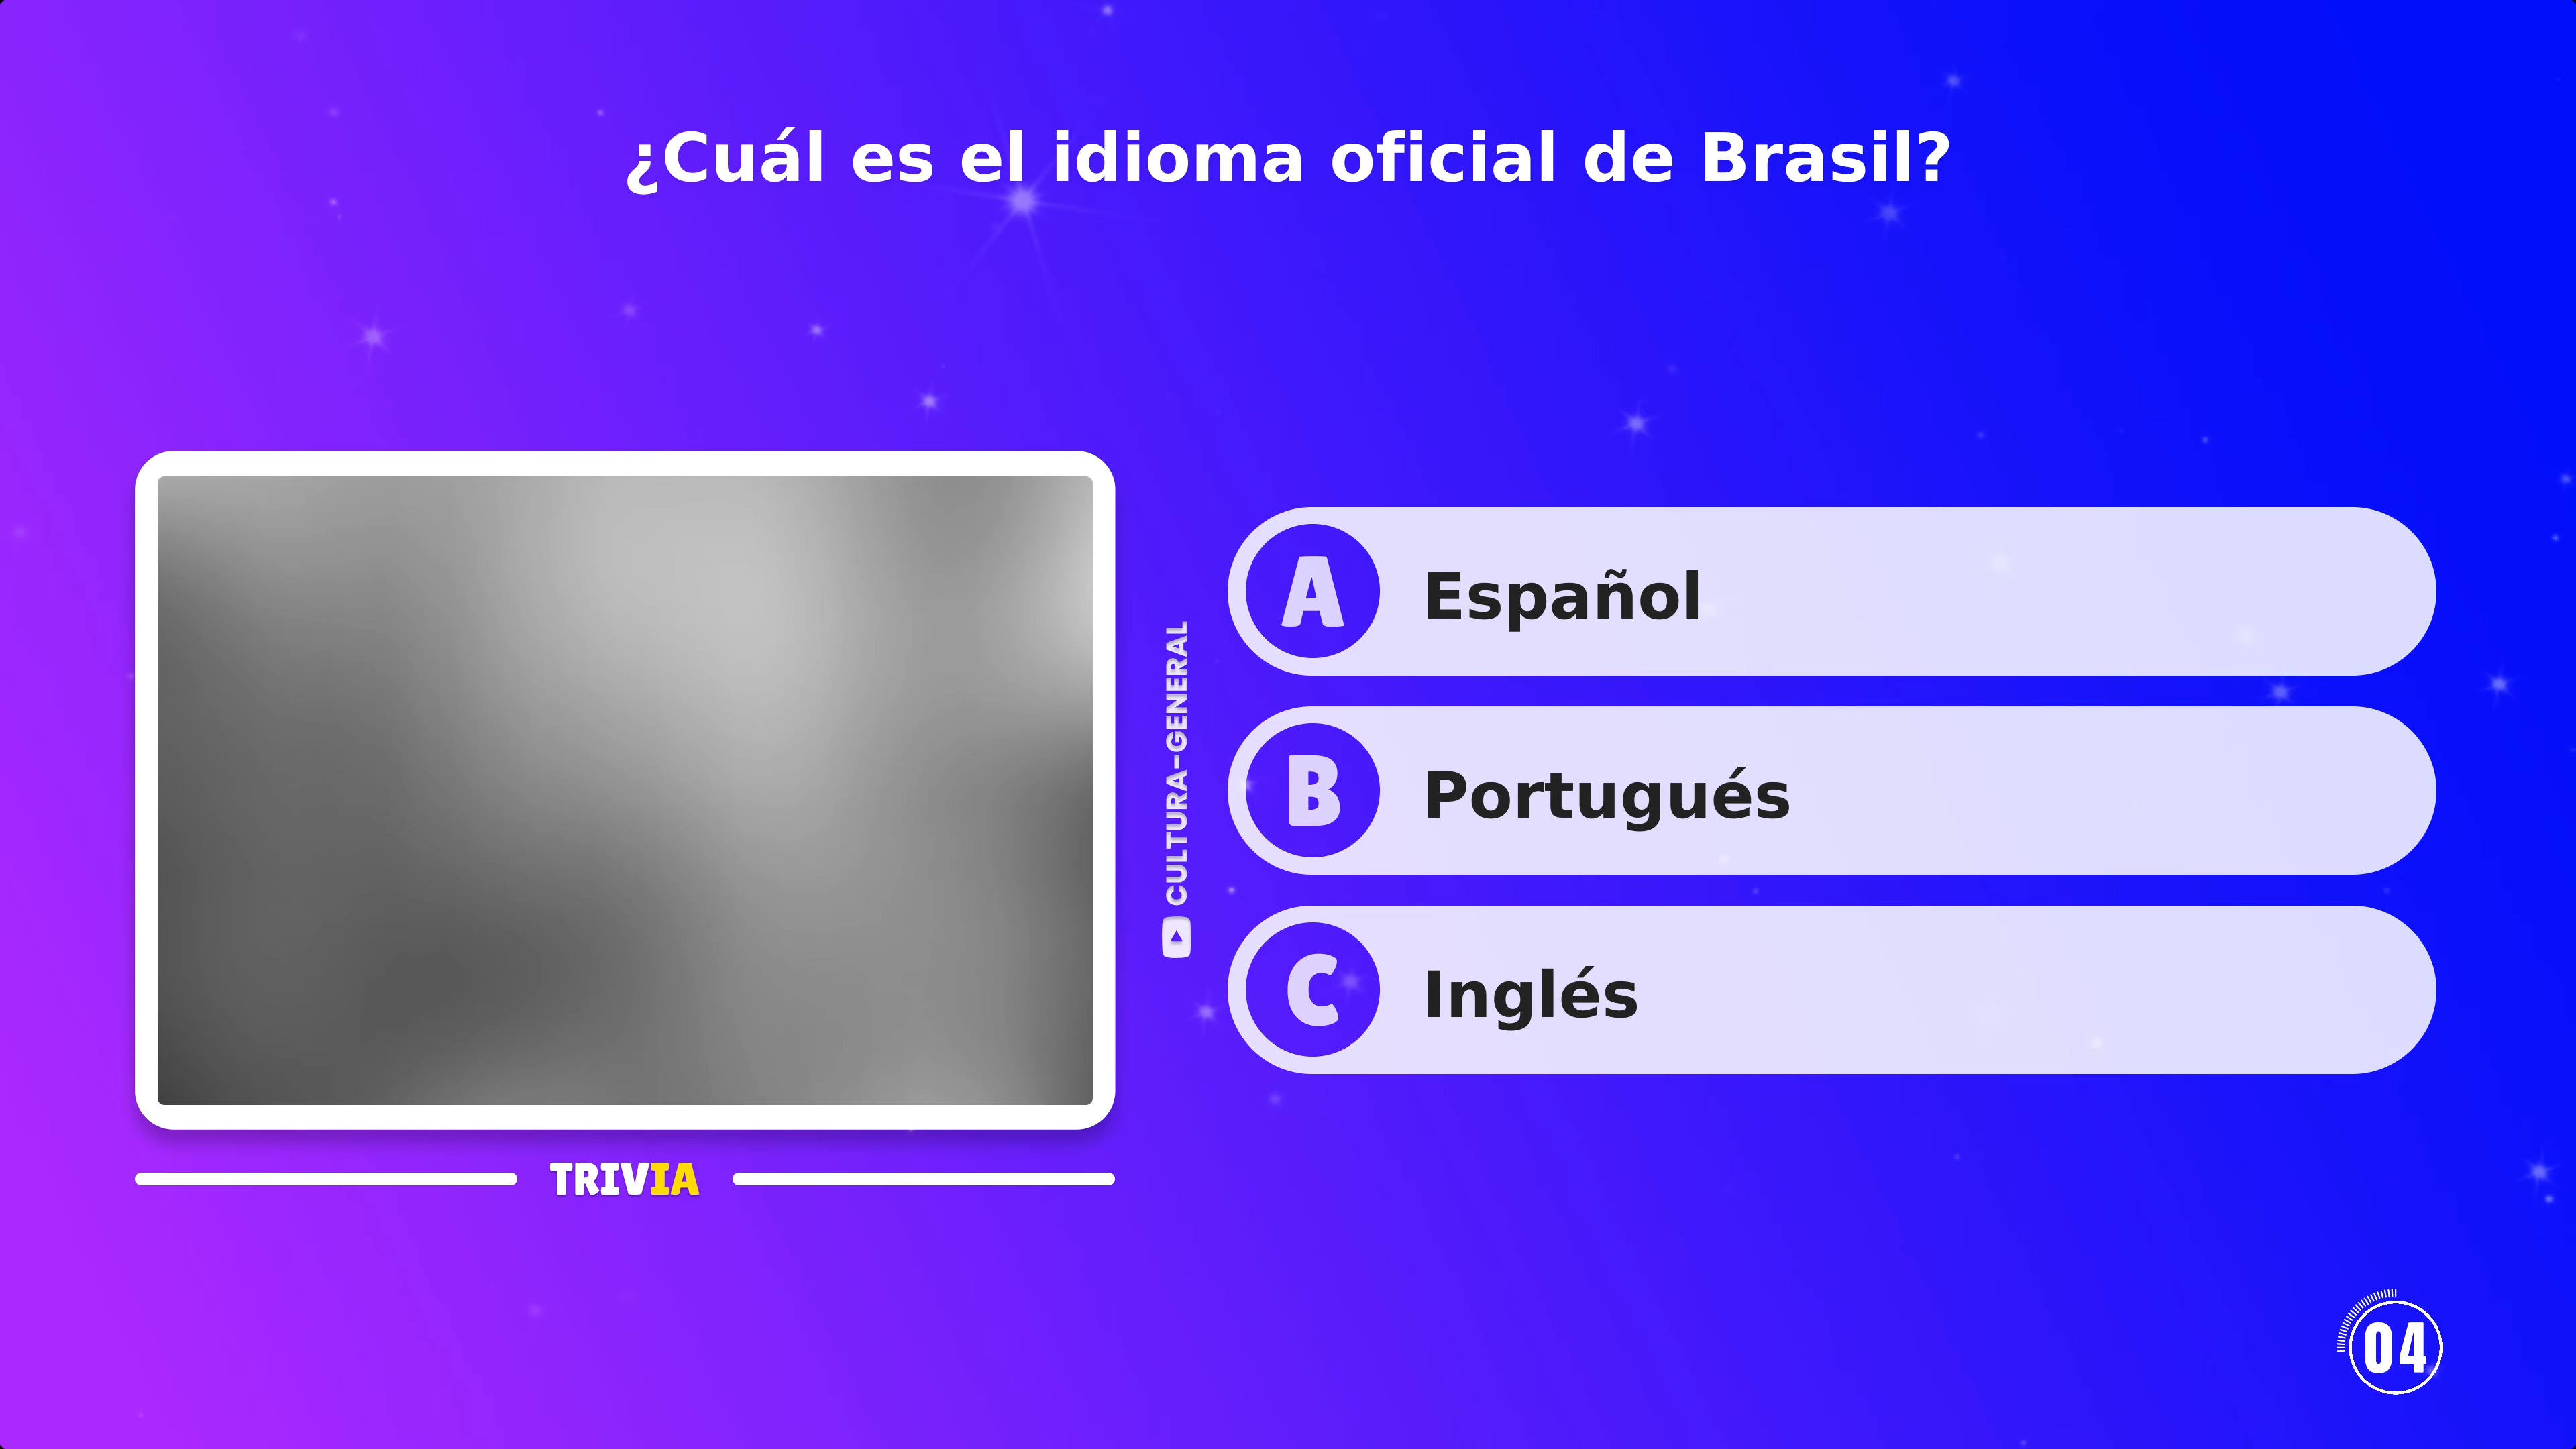 ¿Cuál es el idioma oficial de Brasil?
A Español
B Portugués
C Inglés
CULTURA-GENERAL
TRIVIA
04